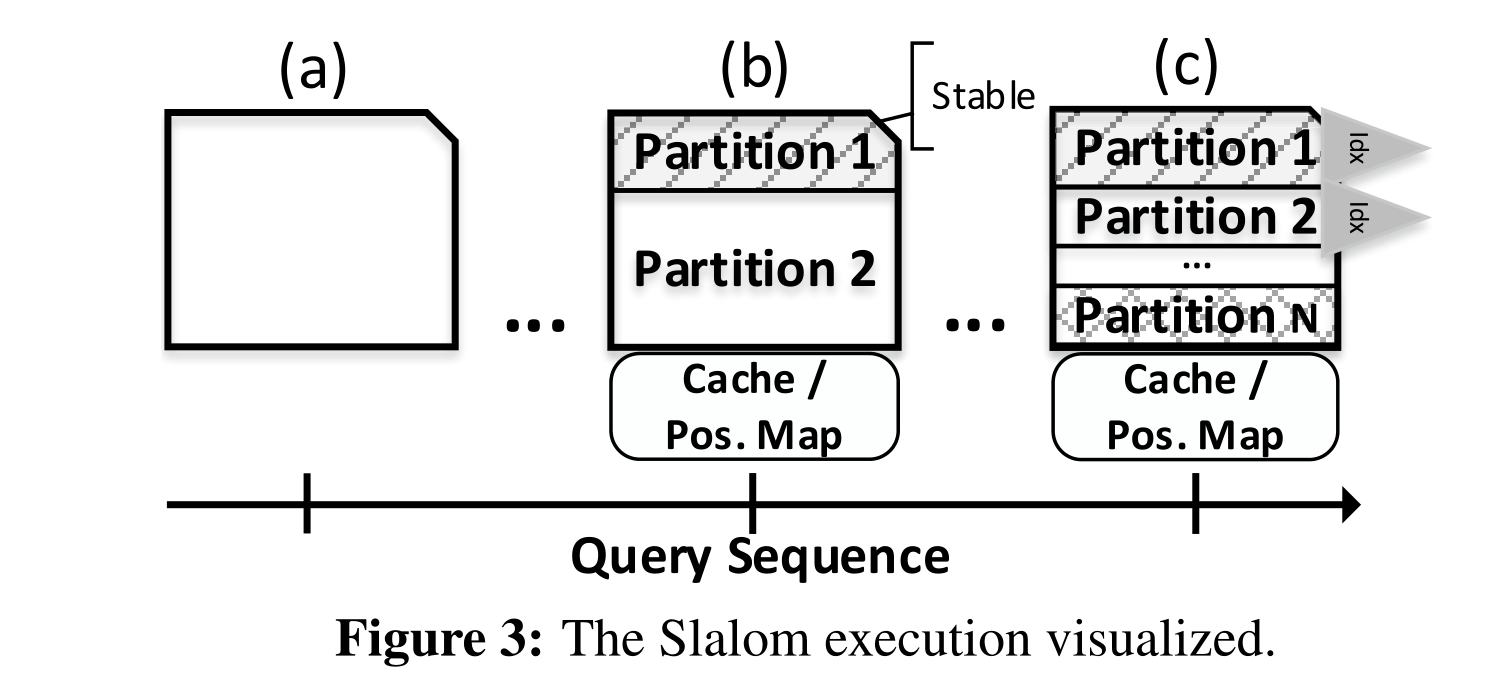 (a)
(b)
(c)
Stable
Partition 1
Partition 2
Partition 1
Idx
Partition 2
Idx
...
Partition N
...
...
Cache /
Pos. Map
Cache /
Pos. Map
Query Sequence
Figure 3: The Slalom execution visualized.